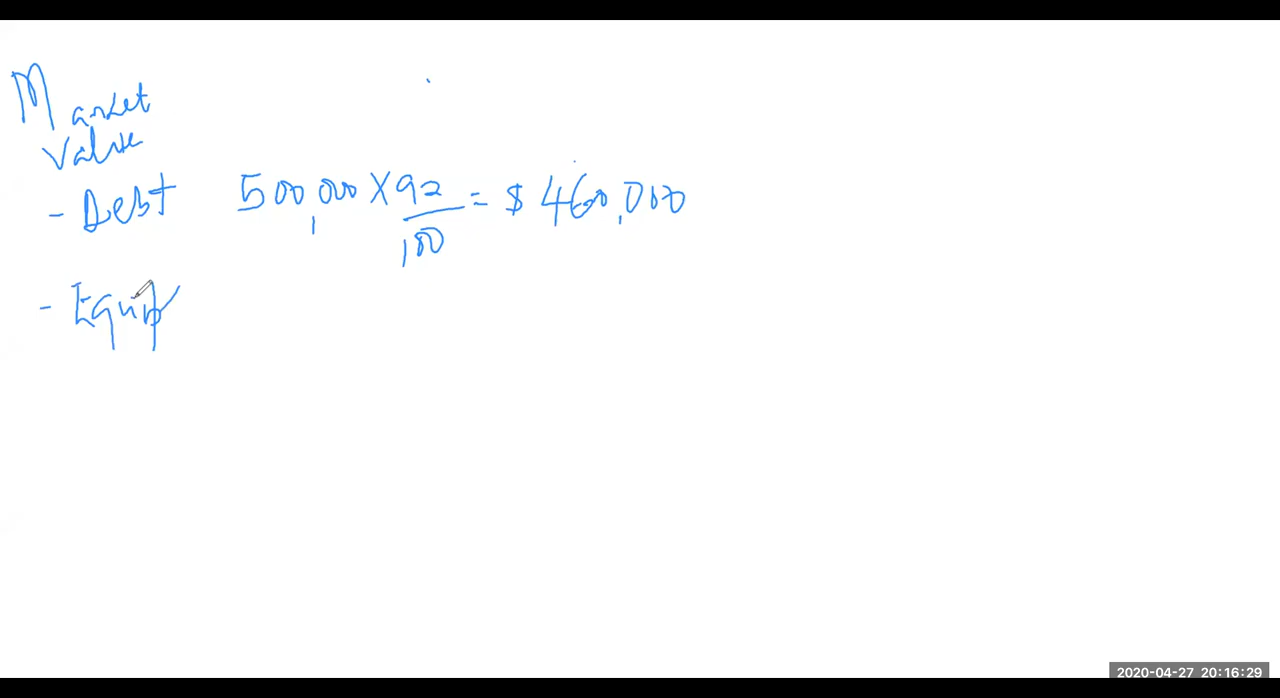 Market
Value
- Debt 500,000 X 92/100 = $ 460,000
- Equity
2020-04-27 20:16:29